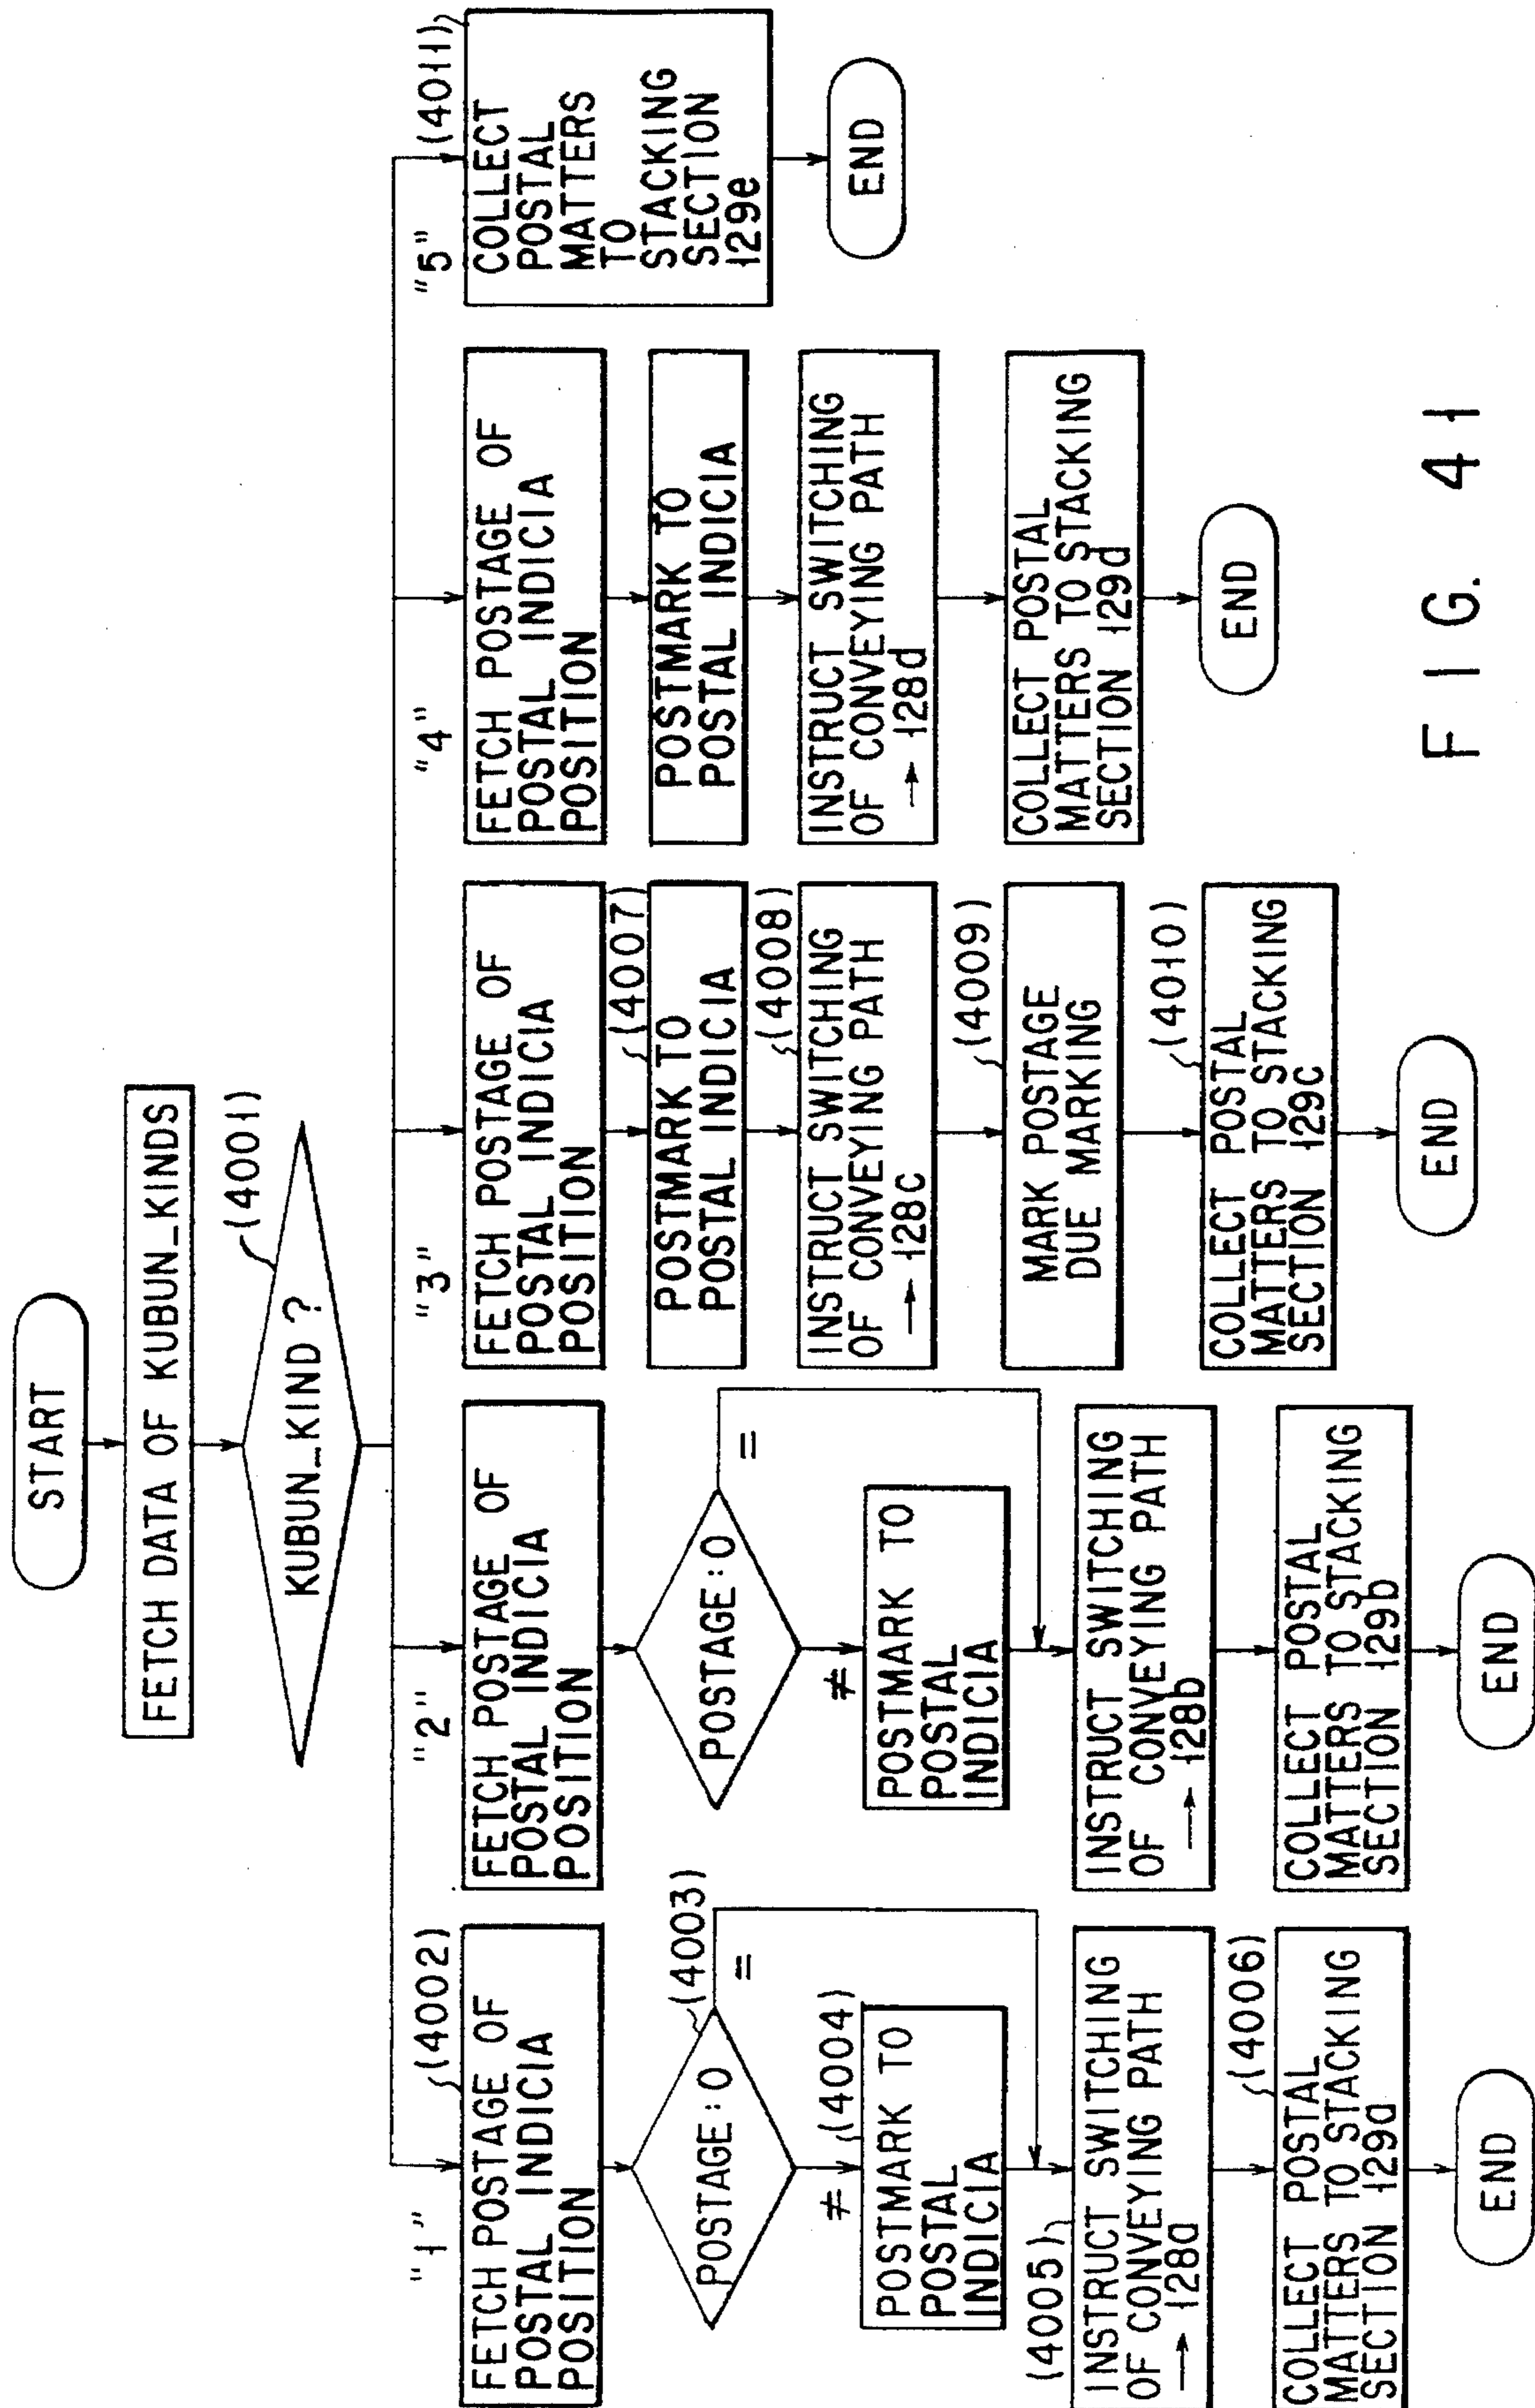 START
FETCH DATA OF KUBUN_KINDS
(4001)
KUBUN_KIND ?
"1"
(4002)
FETCH POSTAGE OF
POSTAL INDICIA
POSITION
(4003)
POSTAGE:0
=
≠
(4004)
POSTMARK TO
POSTAL
INDICIA
(4005)
INSTRUCT SWITCHING
OF CONVEYING PATH
→ 128a
(4006)
COLLECT POSTAL
MATTERS TO STACKING
SECTION 129a
END
"2"
FETCH POSTAGE OF
POSTAL INDICIA
POSITION
POSTAGE:0
=
≠
POSTMARK TO
POSTAL
INDICIA
INSTRUCT SWITCHING
OF CONVEYING PATH
→ 128b
COLLECT POSTAL
MATTERS TO STACKING
SECTION 129b
END
"3"
FETCH POSTAGE OF
POSTAL INDICIA
POSITION
(4007)
POSTMARK TO
POSTAL INDICIA
(4008)
INSTRUCT SWITCHING
OF CONVEYING PATH
→ 128c
(4009)
MARK POSTAGE
DUE MARKING
(4010)
COLLECT POSTAL
MATTERS TO STACKING
SECTION 129c
END
"4"
FETCH POSTAGE OF
POSTAL INDICIA
POSITION
POSTMARK TO
POSTAL INDICIA
INSTRUCT SWITCHING
OF CONVEYING PATH
→ 128d
COLLECT POSTAL
MATTERS TO STACKING
SECTION 129d
END
"5"
(4011)
COLLECT
POSTAL
MATTERS
TO
STACKING
SECTION
129e
END
FIG. 41